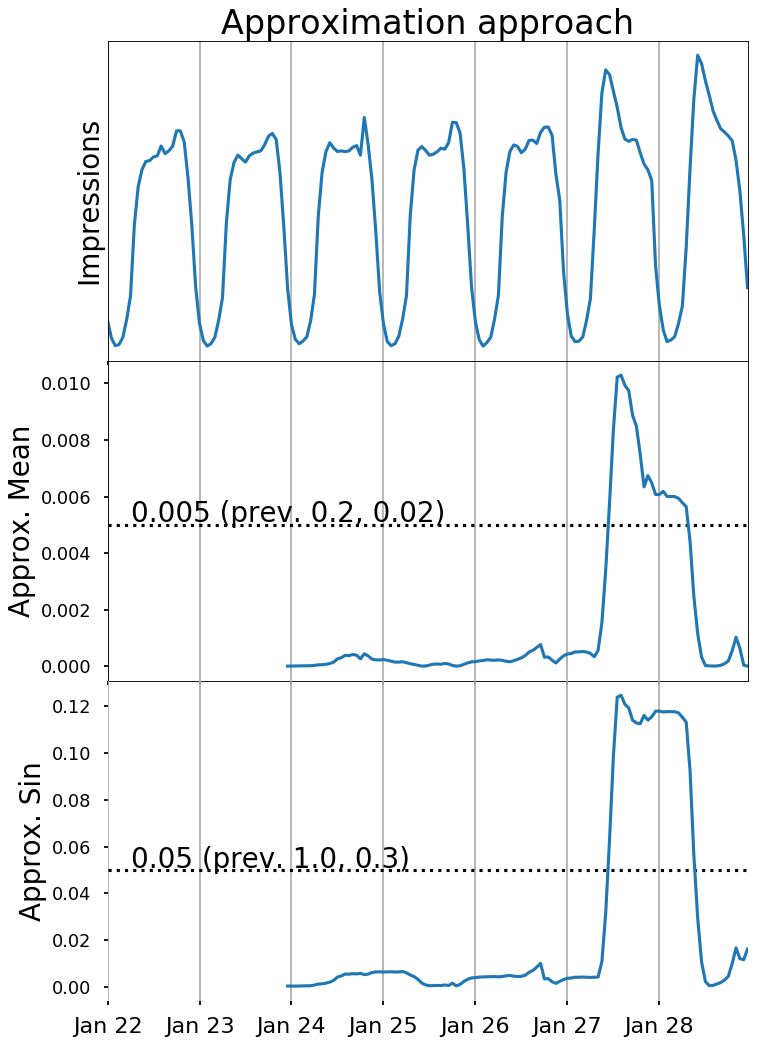 Approximation approach
Impressions
0.010
0.008
0.006
0.005 (prev. 0.2, 0.02)
0.004
0.002
0.000
Approx. Mean
0.12
0.10
0.08
0.06
0.05 (prev. 1.0, 0.3)
0.04
0.02
0.00
Approx. Sin
Jan 22 Jan 23 Jan 24 Jan 25 Jan 26 Jan 27 Jan 28